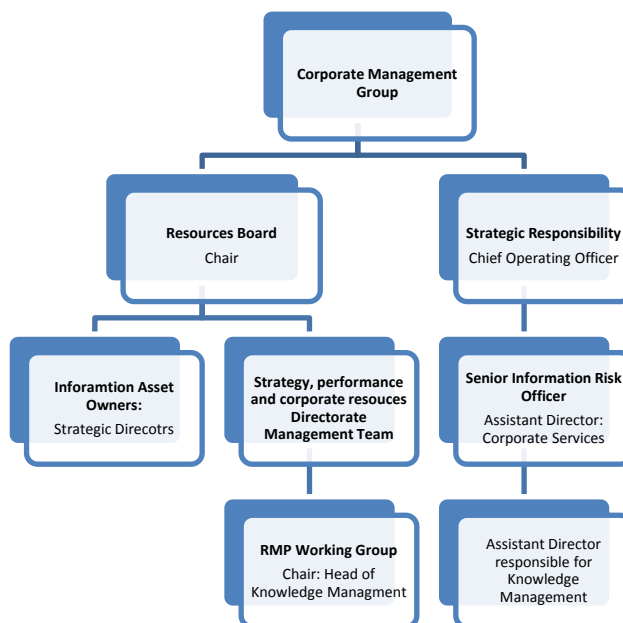 Corporate Management
Group
Resources Board
Chair
Strategic Responsibility
Chief Operating Officer
Inforamtion Asset
Owners:
Strategic Direcotrs
Strategy, performance
and corporate resouces
Directorate
Management Team
Senior Information Risk
Officer
Assistant Director:
Corporate Services
RMP Working Group
Chair: Head of
Knowledge Managment
Assistant Director
responsible for
Knowledge
Management